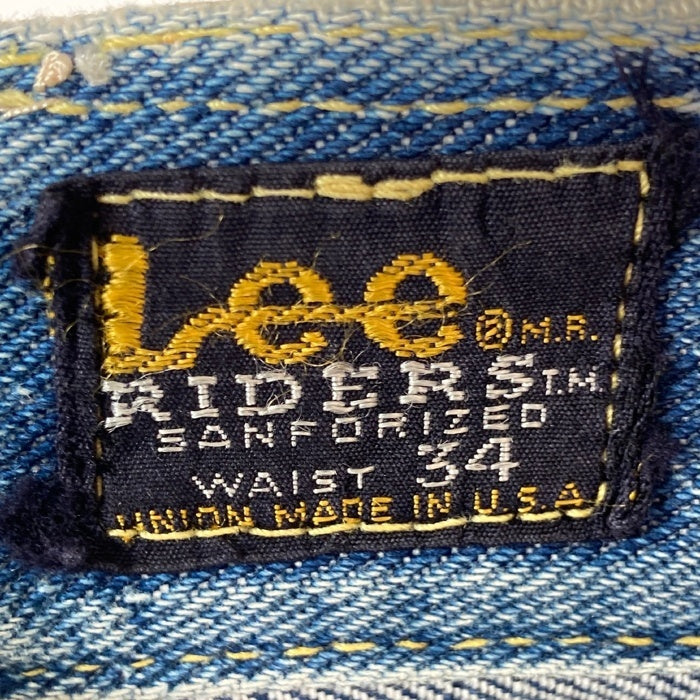 Lee ® M.R.
RIDERS T.M.
SANFORIZED
WAIST 34
UNION MADE IN U.S.A.